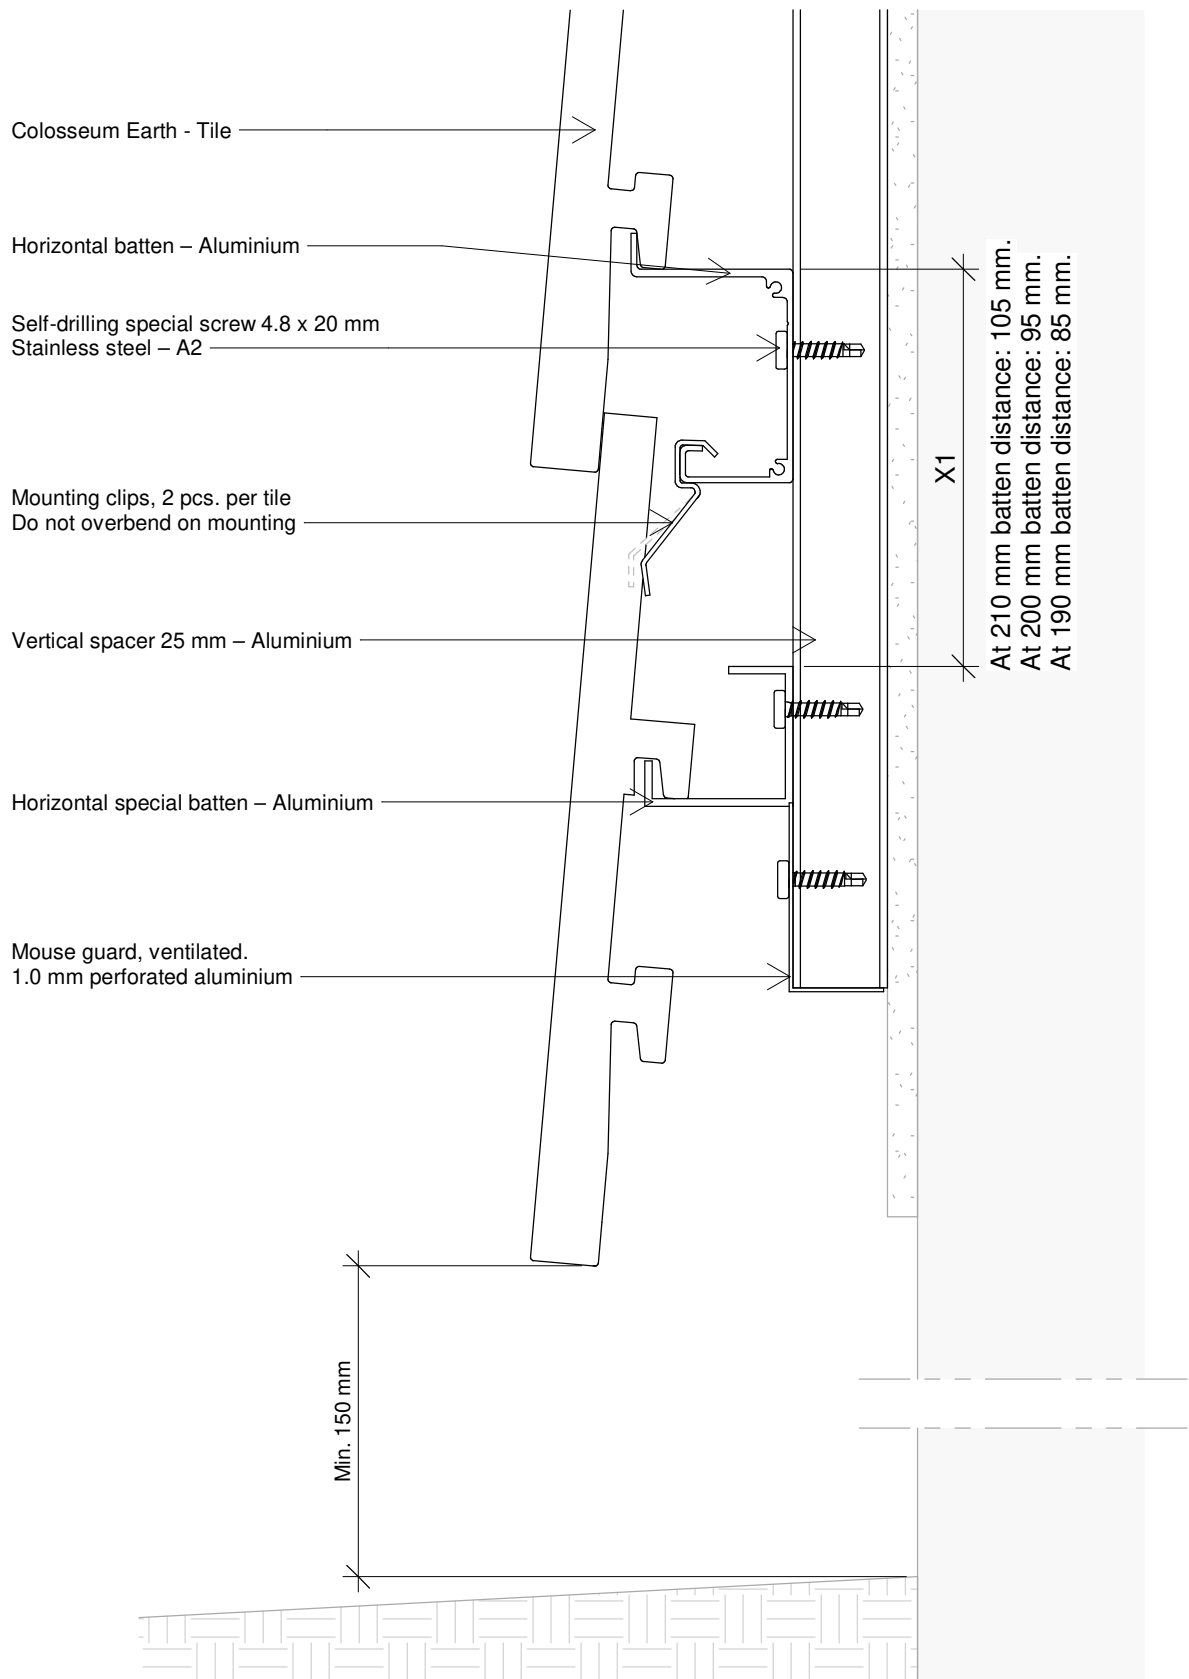 Colosseum Earth - Tile
Horizontal batten – Aluminium
Self-drilling special screw 4.8 x 20 mm
Stainless steel – A2
Mounting clips, 2 pcs. per tile
Do not overbend on mounting
Vertical spacer 25 mm – Aluminium
Horizontal special batten – Aluminium
Mouse guard, ventilated.
1.0 mm perforated aluminium
X1
At 210 mm batten distance: 105 mm.
At 200 mm batten distance: 95 mm.
At 190 mm batten distance: 85 mm.
Min. 150 mm